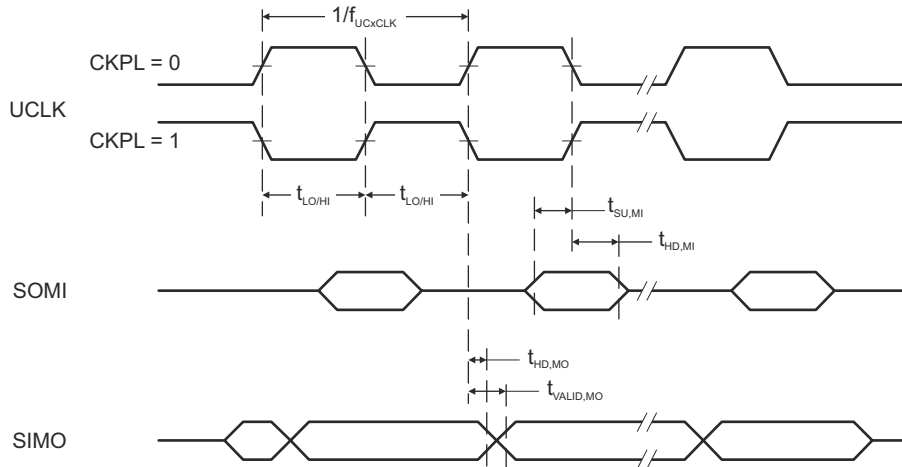 1/fUCxCLK
CKPL = 0
UCLK
CKPL = 1
tLO/HI
tLO/HI
tSU,MI
tHD,MI
SOMI
tHD,MO
tVALID,MO
SIMO